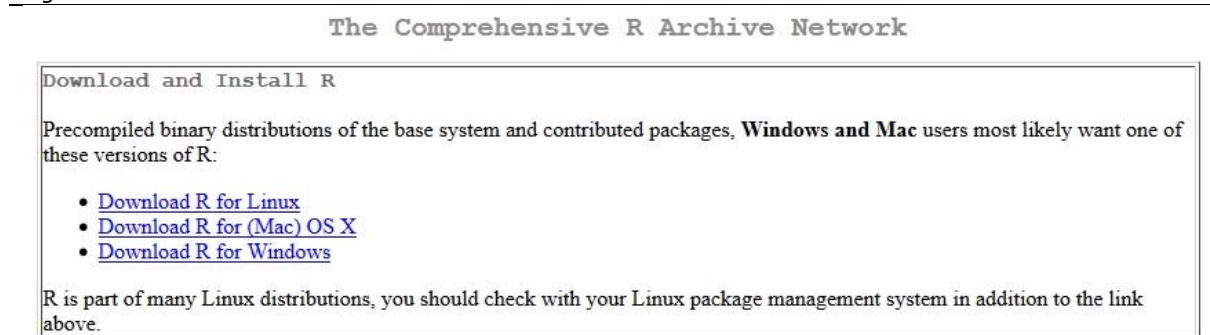 The Comprehensive R Archive Network
Download and Install R
Precompiled binary distributions of the base system and contributed packages, Windows and Mac users most likely want one of
these versions of R:
• Download R for Linux
• Download R for (Mac) OS X
• Download R for Windows
R is part of many Linux distributions, you should check with your Linux package management system in addition to the link
above.